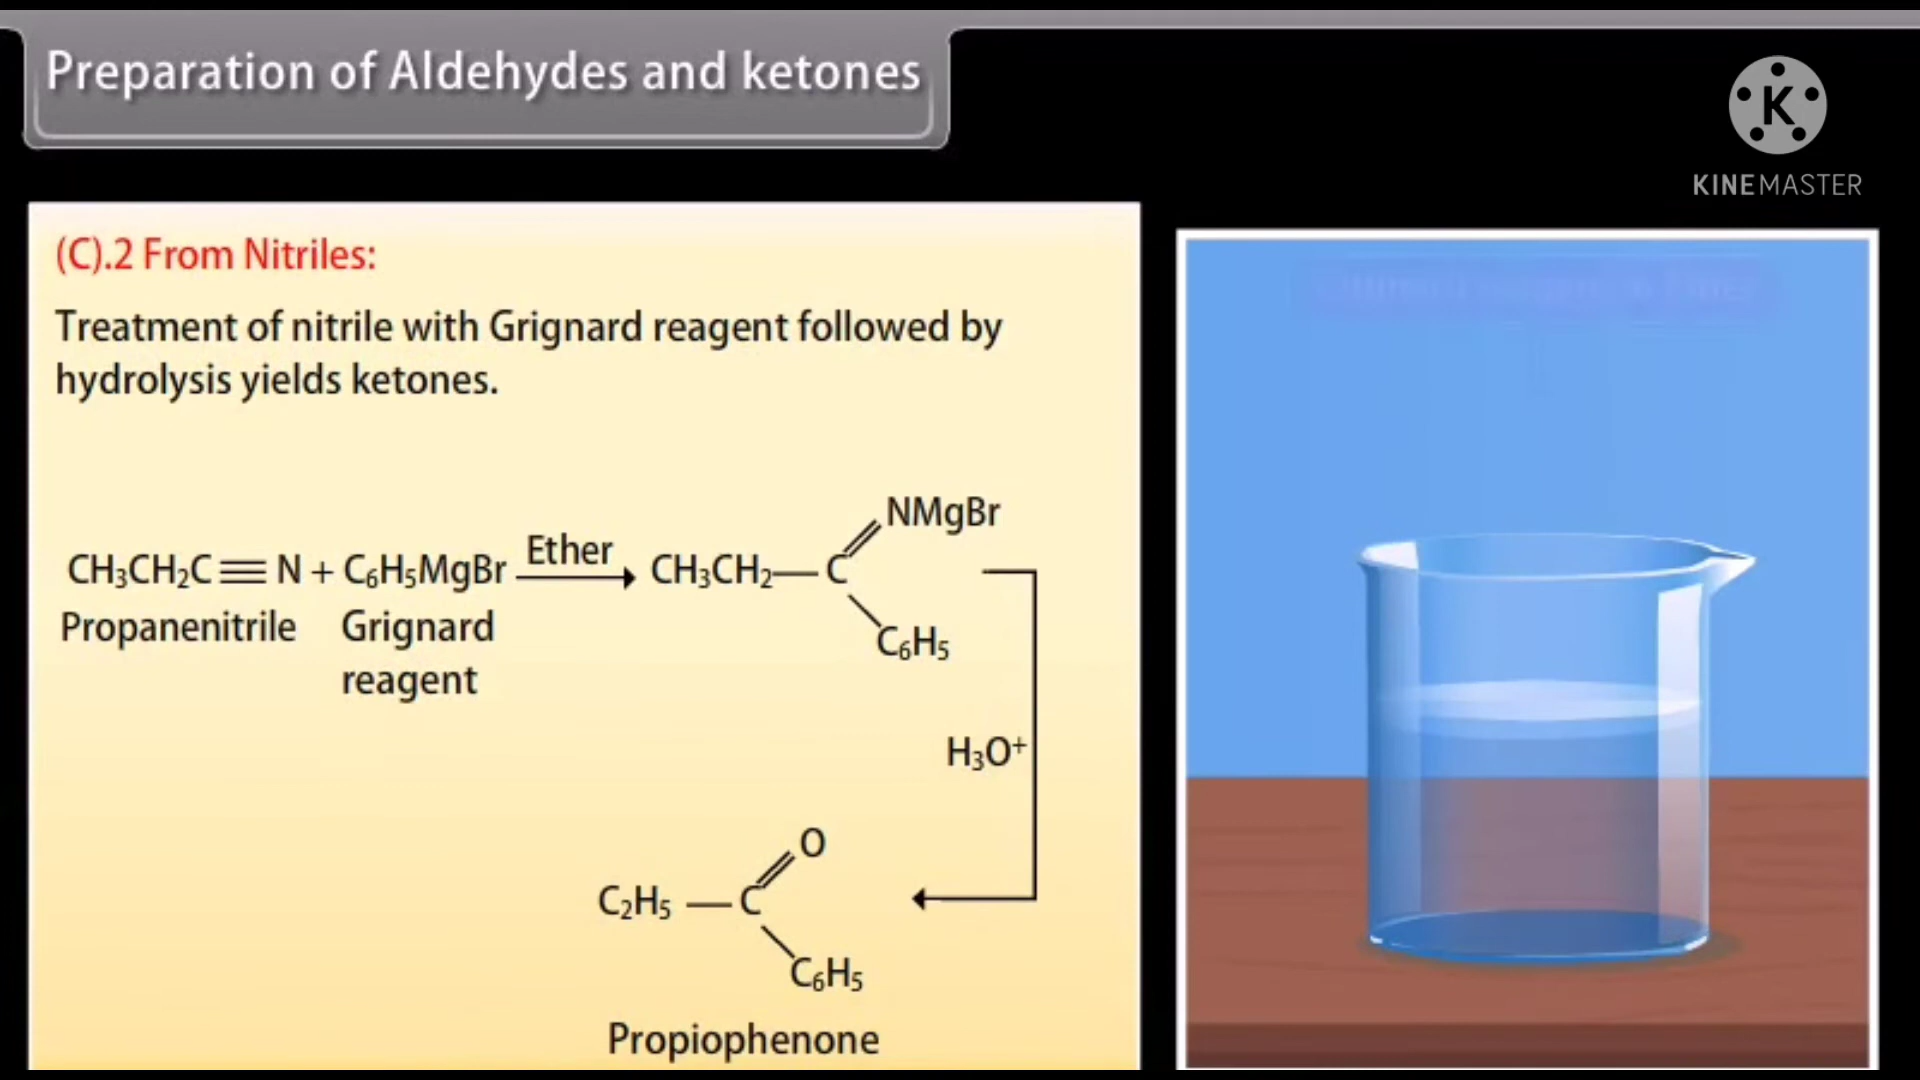 Preparation of Aldehydes and ketones
K
KINEMASTER
(C).2 From Nitriles:
Treatment of nitrile with Grignard reagent followed by
hydrolysis yields ketones.
NMgBr
CH₃CH₂C≡N + C₆H₅MgBr Ether CH₃CH₂—C
Propanenitrile Grignard
reagent
C₆H₅
H₃O⁺
O
C₂H₅—C
C₆H₅
Propiophenone